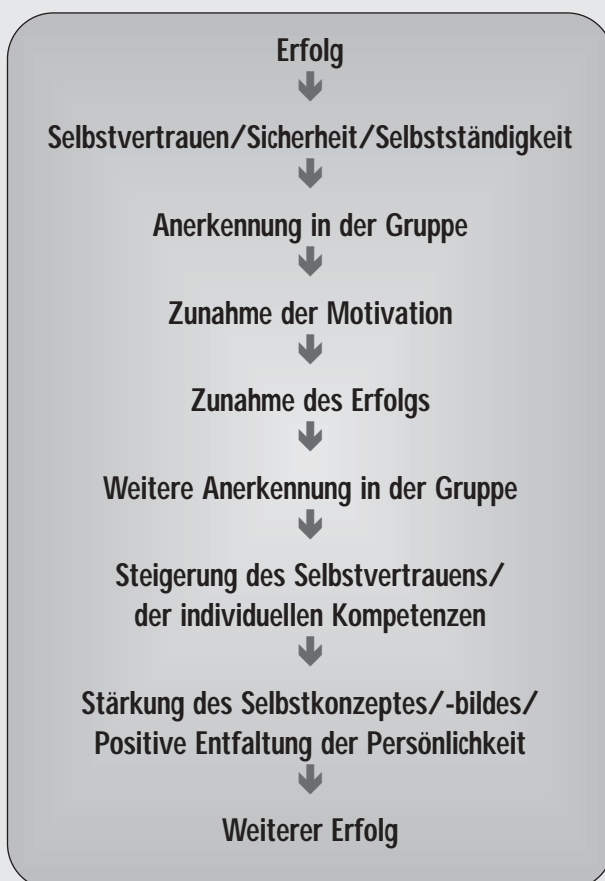 Erfolg
Selbstvertrauen/Sicherheit/Selbstständigkeit
Anerkennung in der Gruppe
Zunahme der Motivation
Zunahme des Erfolgs
Weitere Anerkennung in der Gruppe
Steigerung des Selbstvertrauens/
der individuellen Kompetenzen
Stärkung des Selbstkonzeptes/-bildes/
Positive Entfaltung der Persönlichkeit
Weiterer Erfolg